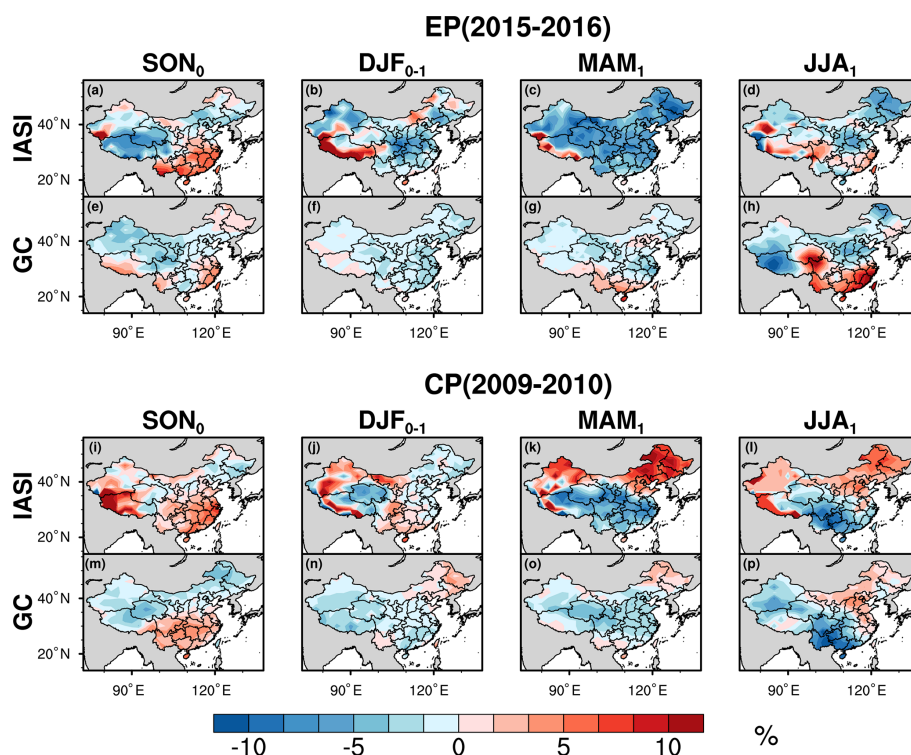 EP(2015-2016)
SON0 DJF0-1 MAM1 JJA1
IASI
(a) (b) (c) (d)
40°N
20°N
GC
(e) (f) (g) (h)
40°N
20°N
90°E 120°E 90°E 120°E 90°E 120°E 90°E 120°E
CP(2009-2010)
SON0 DJF0-1 MAM1 JJA1
IASI
(i) (j) (k) (l)
40°N
20°N
GC
(m) (n) (o) (p)
40°N
20°N
90°E 120°E 90°E 120°E 90°E 120°E 90°E 120°E
-10 -5 0 5 10 %